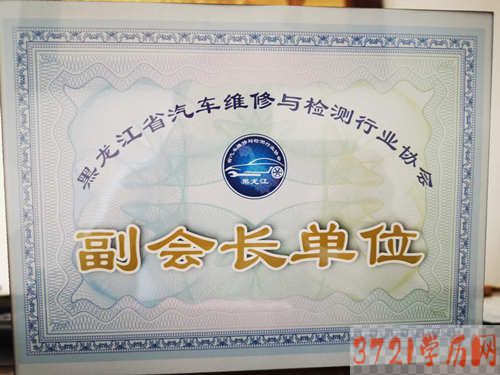 黑龙江省汽车维修与检测行业协会
黑龙江
副会长单位
3721学历网